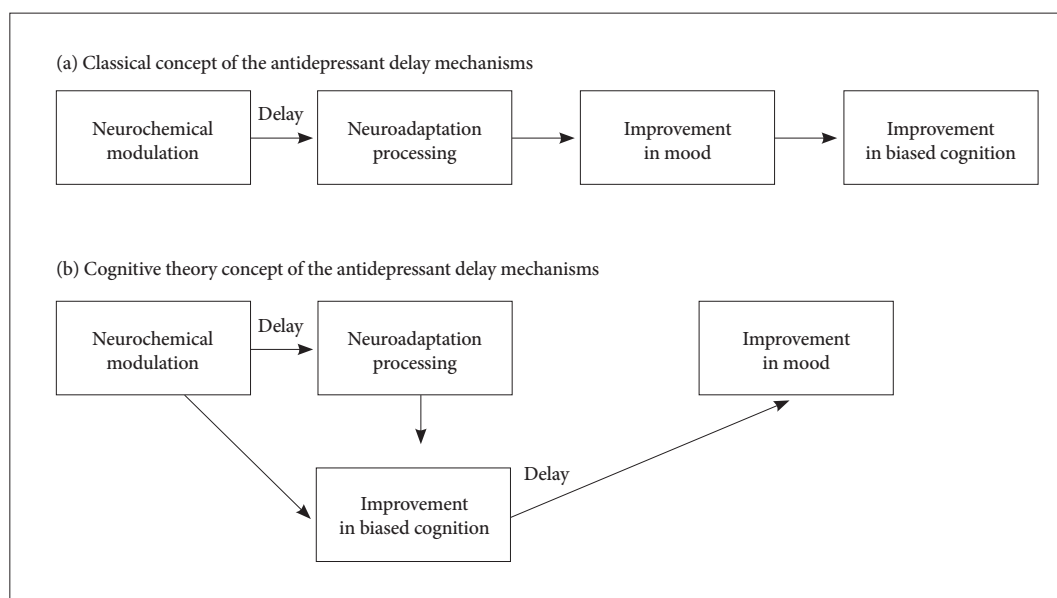 (a) Classical concept of the antidepressant delay mechanisms
Neurochemical
modulation
Delay
Neuroadaptation
processing
Improvement
in mood
Improvement
in biased cognition
(b) Cognitive theory concept of the antidepressant delay mechanisms
Neurochemical
modulation
Delay
Neuroadaptation
processing
Improvement
in mood
Improvement
in biased cognition
Delay